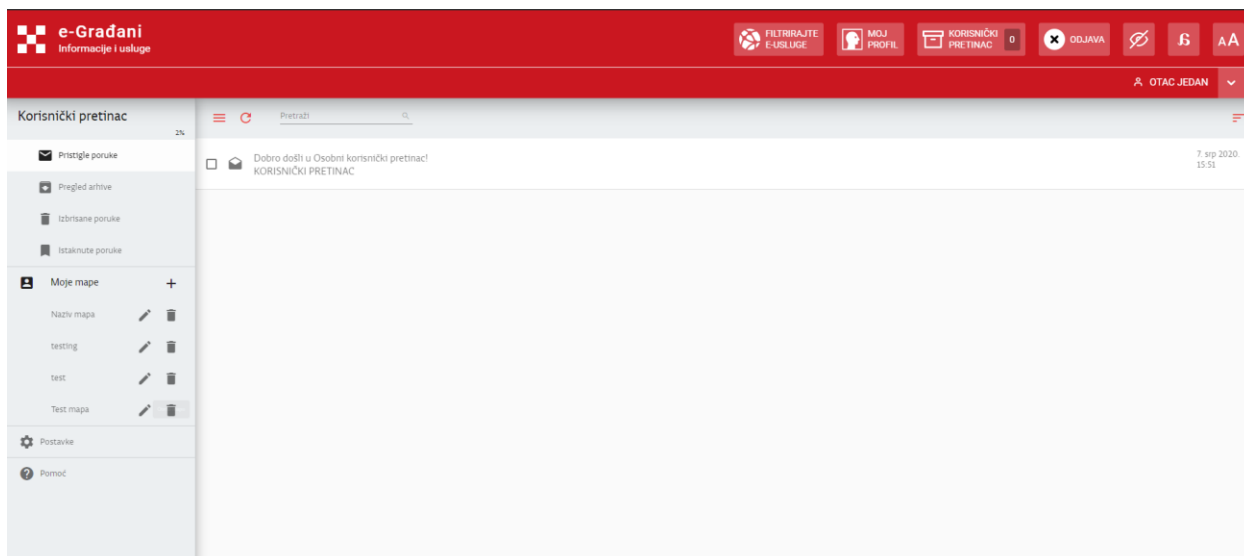 e-Građani
Informacije i usluge
FILTRIRAJTE
E-USLUGE
MOJ
PROFIL
KORISNIČKI
PRETINAC
0
ODJAVA
AA
OTAC JEDAN
Korisnički pretinac
2%
Pretraži
Pristigle poruke
Dobro došli u Osobni korisnički pretinac!
KORISNIČKI PRETINAC
7. srp 2020.
15:51
Pregled arhive
Izbrisane poruke
Istaknute poruke
Moje mape
Naziv mapa
testing
test
Test mapa
Postavke
Pomoć